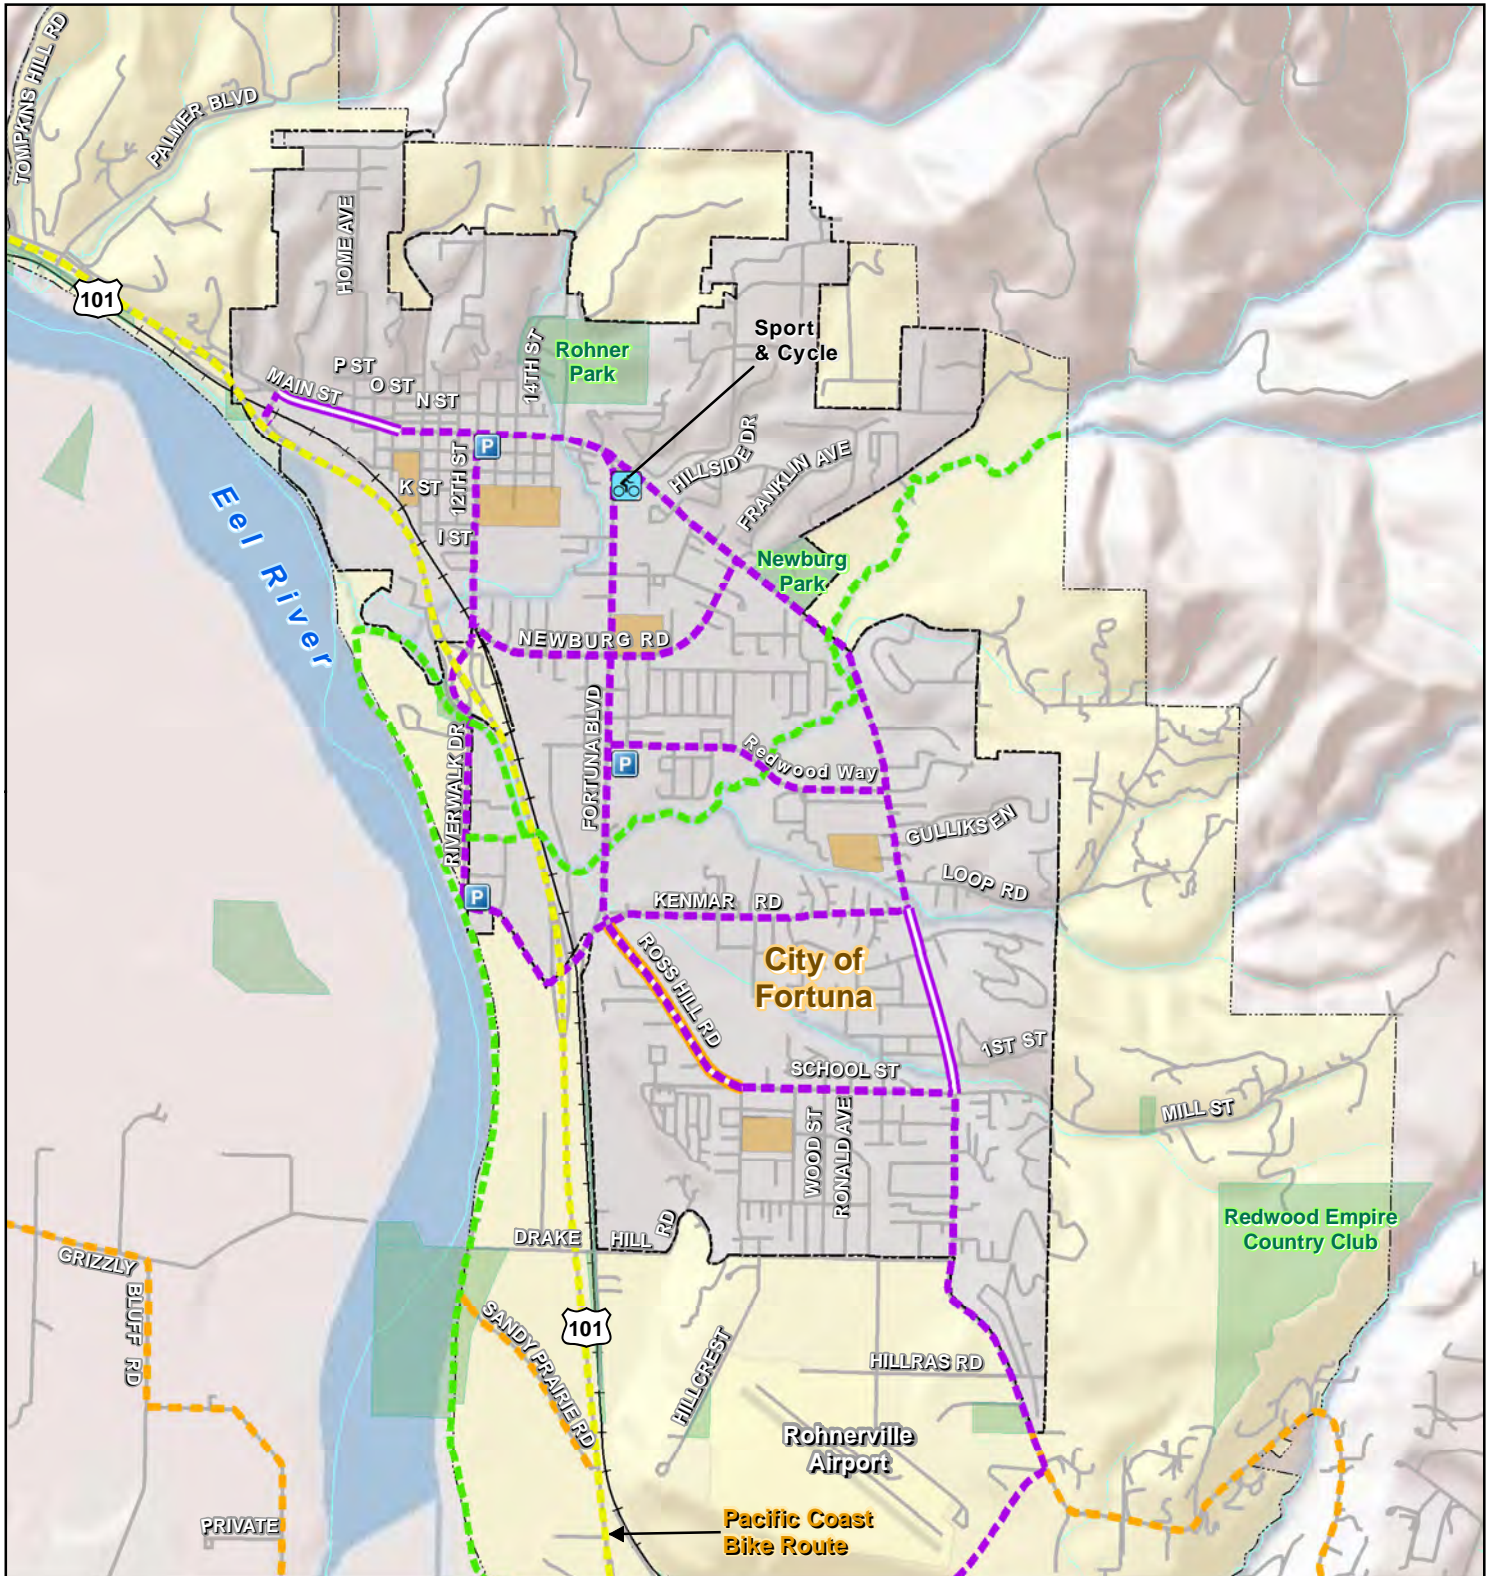 TOMPKINS HILL RD
PALMER BLVD
101
HOME AVE
P ST
O ST
N ST
MAIN ST
14TH ST
Rohner
Park
Sport
& Cycle
P
12TH ST
K ST
I ST
HILLSIDE DR
FRANKLIN AVE
Eel River
Newburg
Park
NEWBURG RD
FORTUNA BLVD
RIVERWALK DR
Redwood Way
P
GULLIKSEN
LOOP RD
P
KENMAR RD
ROSS HILL RD
City of
Fortuna
1ST ST
SCHOOL ST
MILL ST
WOOD ST
RONALD AVE
DRAKE HILL RD
Redwood Empire
Country Club
GRIZZLY BLUFF RD
SANDY PRAIRIE RD
101
HILLCREST
HILLRAS RD
Rohnerville
Airport
PRIVATE
Pacific Coast
Bike Route